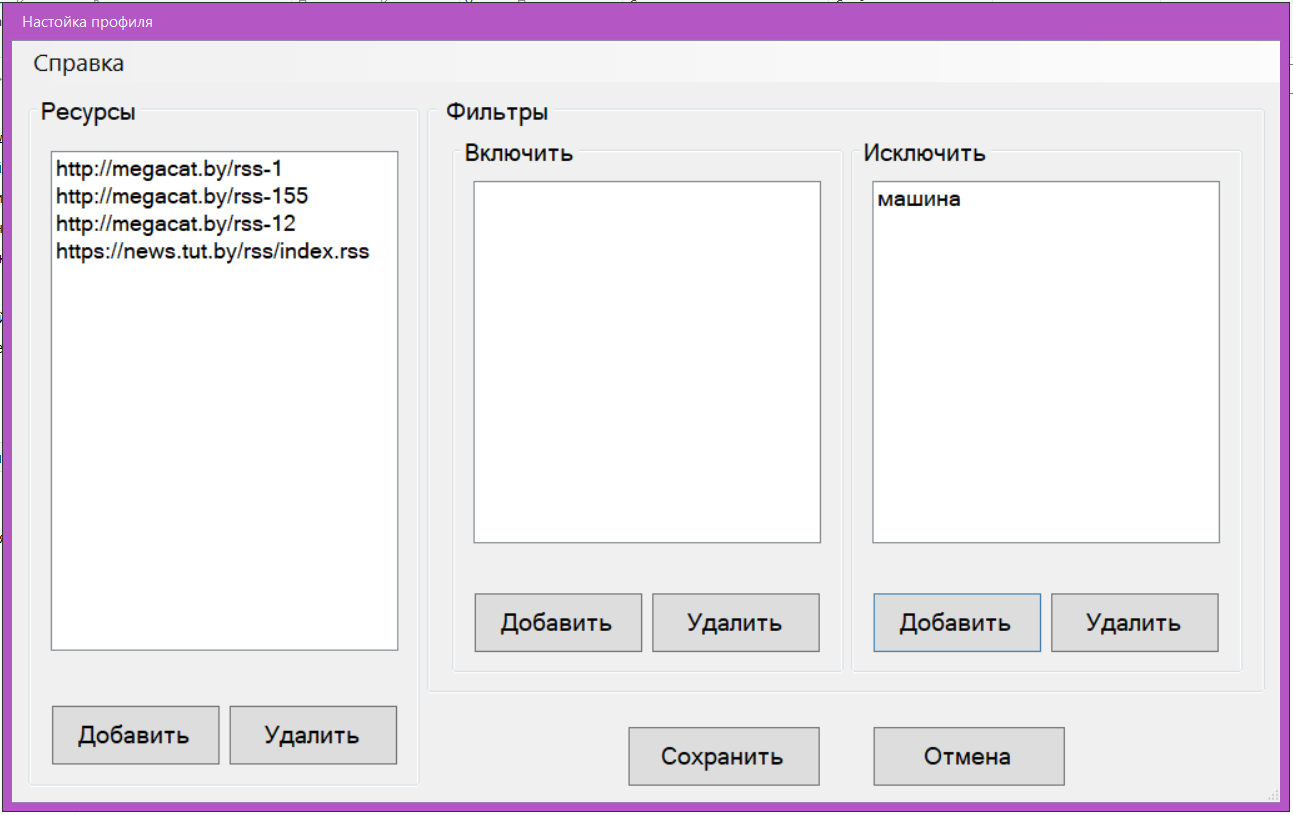 Настойка профиля
Справка
Ресурсы
http://megacat.by/rss-1
http://megacat.by/rss-155
http://megacat.by/rss-12
https://news.tut.by/rss/index.rss
Добавить
Удалить
Фильтры
Включить
Добавить
Удалить
Исключить
машина
Добавить
Удалить
Сохранить
Отмена